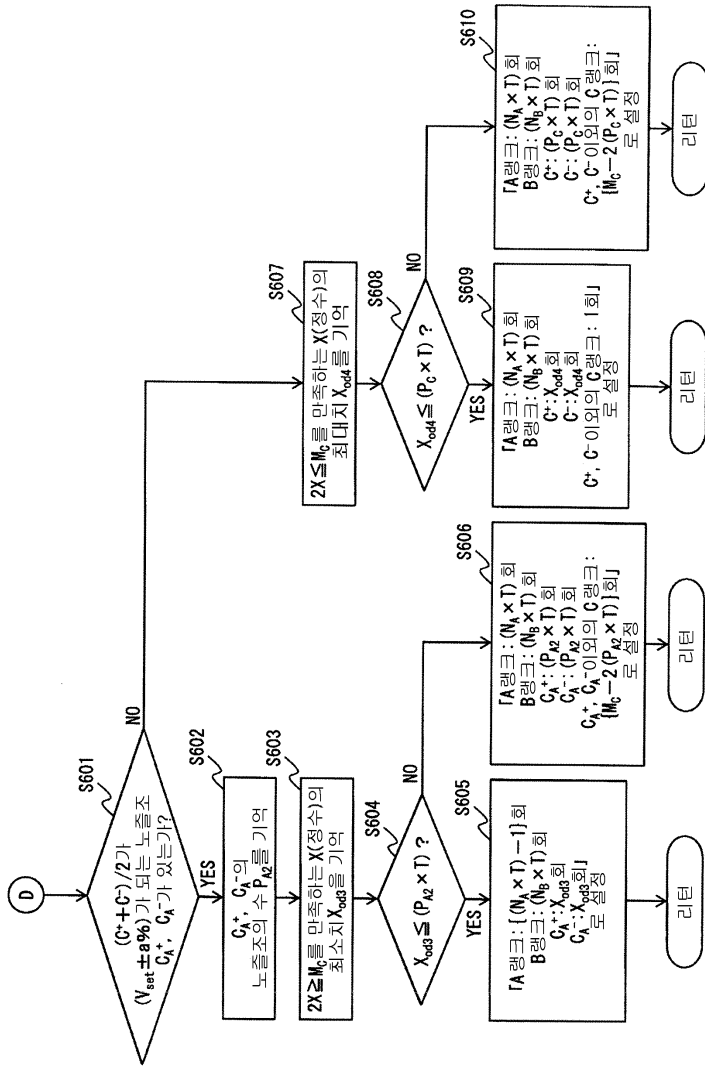 D
S601
(C⁺+C⁻)/2가
(V_set±a%)가 되는 노즐조
C_A⁺, C_A⁻가 있는가?
NO
YES
S602
C_A⁺, C_A⁻의
노즐조의 수 P_A2를 기억
S603
2X≧M_C를 만족하는 X(정수)의
최소치 X_od3을 기억
S604
X_od3≦(P_A2×T) ?
NO
YES
S605
「A랭크: {(N_A×T)−1}회
B랭크: (N_B×T)회
C_A⁺:X_od3회
C_A⁻:X_od3회」
로 설정
리턴
S606
「A랭크: (N_A×T)회
B랭크: (N_B×T)회
C_A⁺: (P_A2×T)회
C_A⁻: (P_A2×T)회
C_A⁺, C_A⁻이외의 C랭크:
{M_C−2(P_A2×T)}회」
로 설정
리턴
S607
2X≦M_C를 만족하는 X(정수)의
최대치 X_od4를 기억
S608
X_od4≦(P_C×T) ?
NO
YES
S609
「A랭크: (N_A×T)회
B랭크: (N_B×T)회
C⁺:X_od4회
C⁻:X_od4회
C⁺, C⁻이외의 C랭크: 1회」
로 설정
리턴
S610
「A랭크: (N_A×T)회
B랭크: (N_B×T)회
C⁺: (P_C×T)회
C⁻: (P_C×T)회
C⁺, C⁻이외의 C랭크:
{M_C−2(P_C×T)}회」
로 설정
리턴